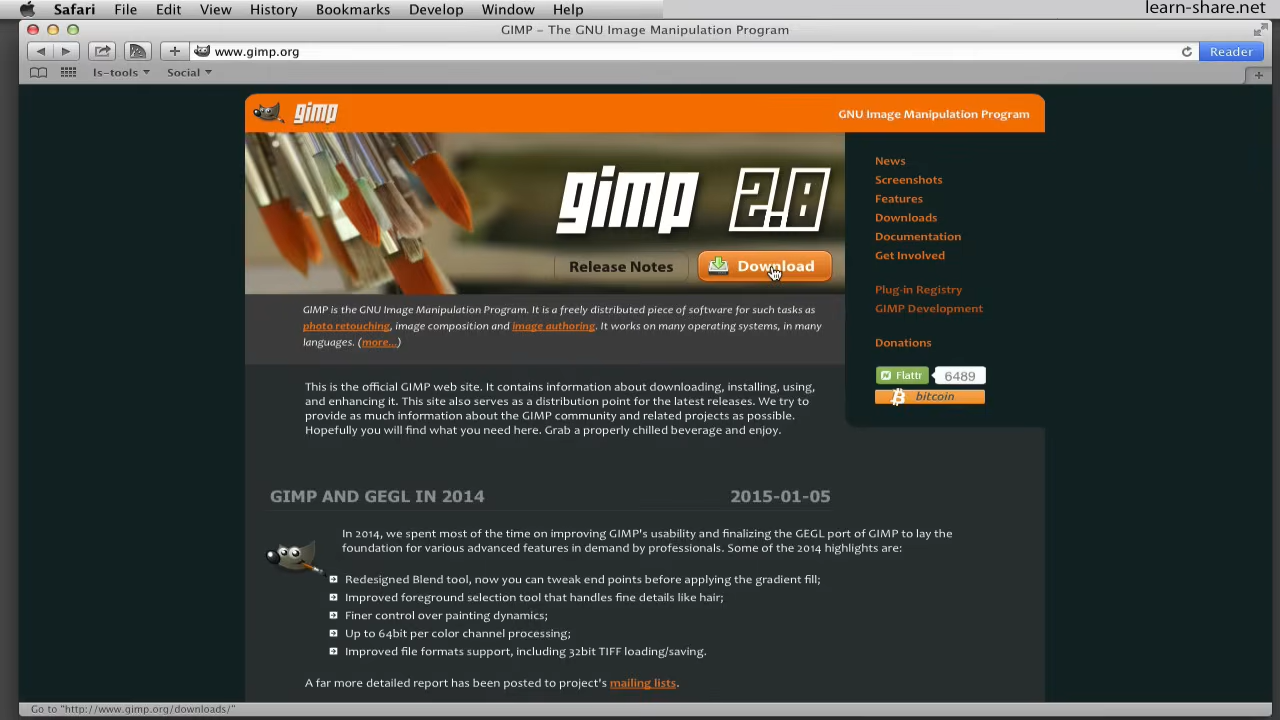 Safari File Edit View History Bookmarks Develop Window Help
learn-share.net
GIMP – The GNU Image Manipulation Program
www.gimp.org
Reader
ls-tools Social
gimp
GNU Image Manipulation Program
gimp 2.8
Release Notes
Download
News
Screenshots
Features
Downloads
Documentation
Get Involved
Plug-in Registry
GIMP Development
Donations
Flattr 6489
bitcoin
GIMP is the GNU Image Manipulation Program. It is a freely distributed piece of software for such tasks as
photo retouching, image composition and image authoring. It works on many operating systems, in many
languages. (more...)
This is the official GIMP web site. It contains information about downloading, installing, using,
and enhancing it. This site also serves as a distribution point for the latest releases. We try to
provide as much information about the GIMP community and related projects as possible.
Hopefully you will find what you need here. Grab a properly chilled beverage and enjoy.
GIMP AND GEGL IN 2014
2015-01-05
In 2014, we spent most of the time on improving GIMP's usability and finalizing the GEGL port of GIMP to lay the
foundation for various advanced features in demand by professionals. Some of the 2014 highlights are:
Redesigned Blend tool, now you can tweak end points before applying the gradient fill;
Improved foreground selection tool that handles fine details like hair;
Finer control over painting dynamics;
Up to 64bit per color channel processing;
Improved file formats support, including 32bit TIFF loading/saving.
A far more detailed report has been posted to project's mailing lists.
Go to "http://www.gimp.org/downloads/"